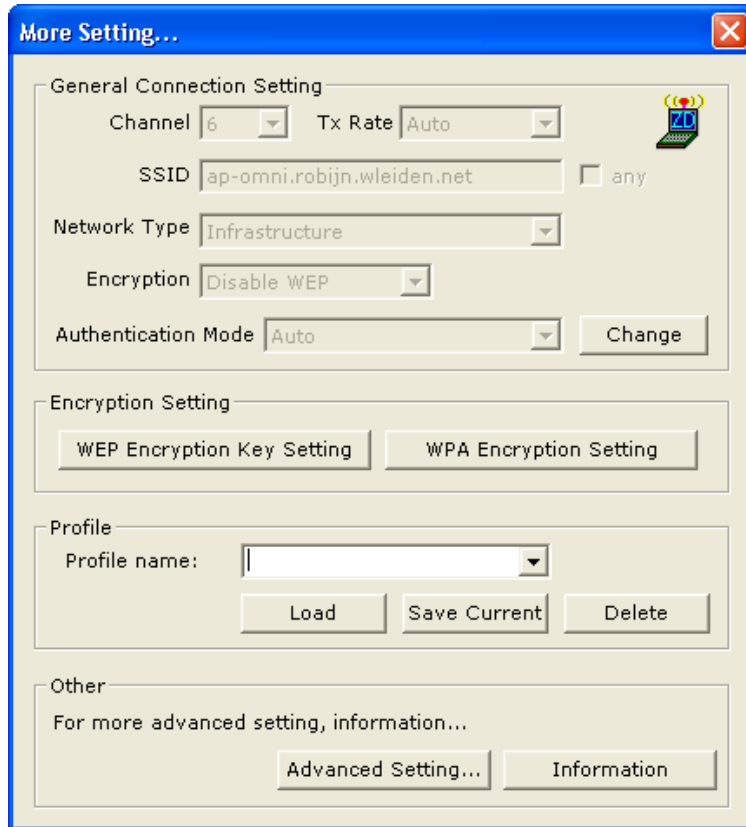 More Setting...
General Connection Setting
Channel 6 Tx Rate Auto
ZD
SSID ap-omni.robijn.wleiden.net any
Network Type Infrastructure
Encryption Disable WEP
Authentication Mode Auto Change
Encryption Setting
WEP Encryption Key Setting WPA Encryption Setting
Profile
Profile name:
Load Save Current Delete
Other
For more advanced setting, information...
Advanced Setting... Information